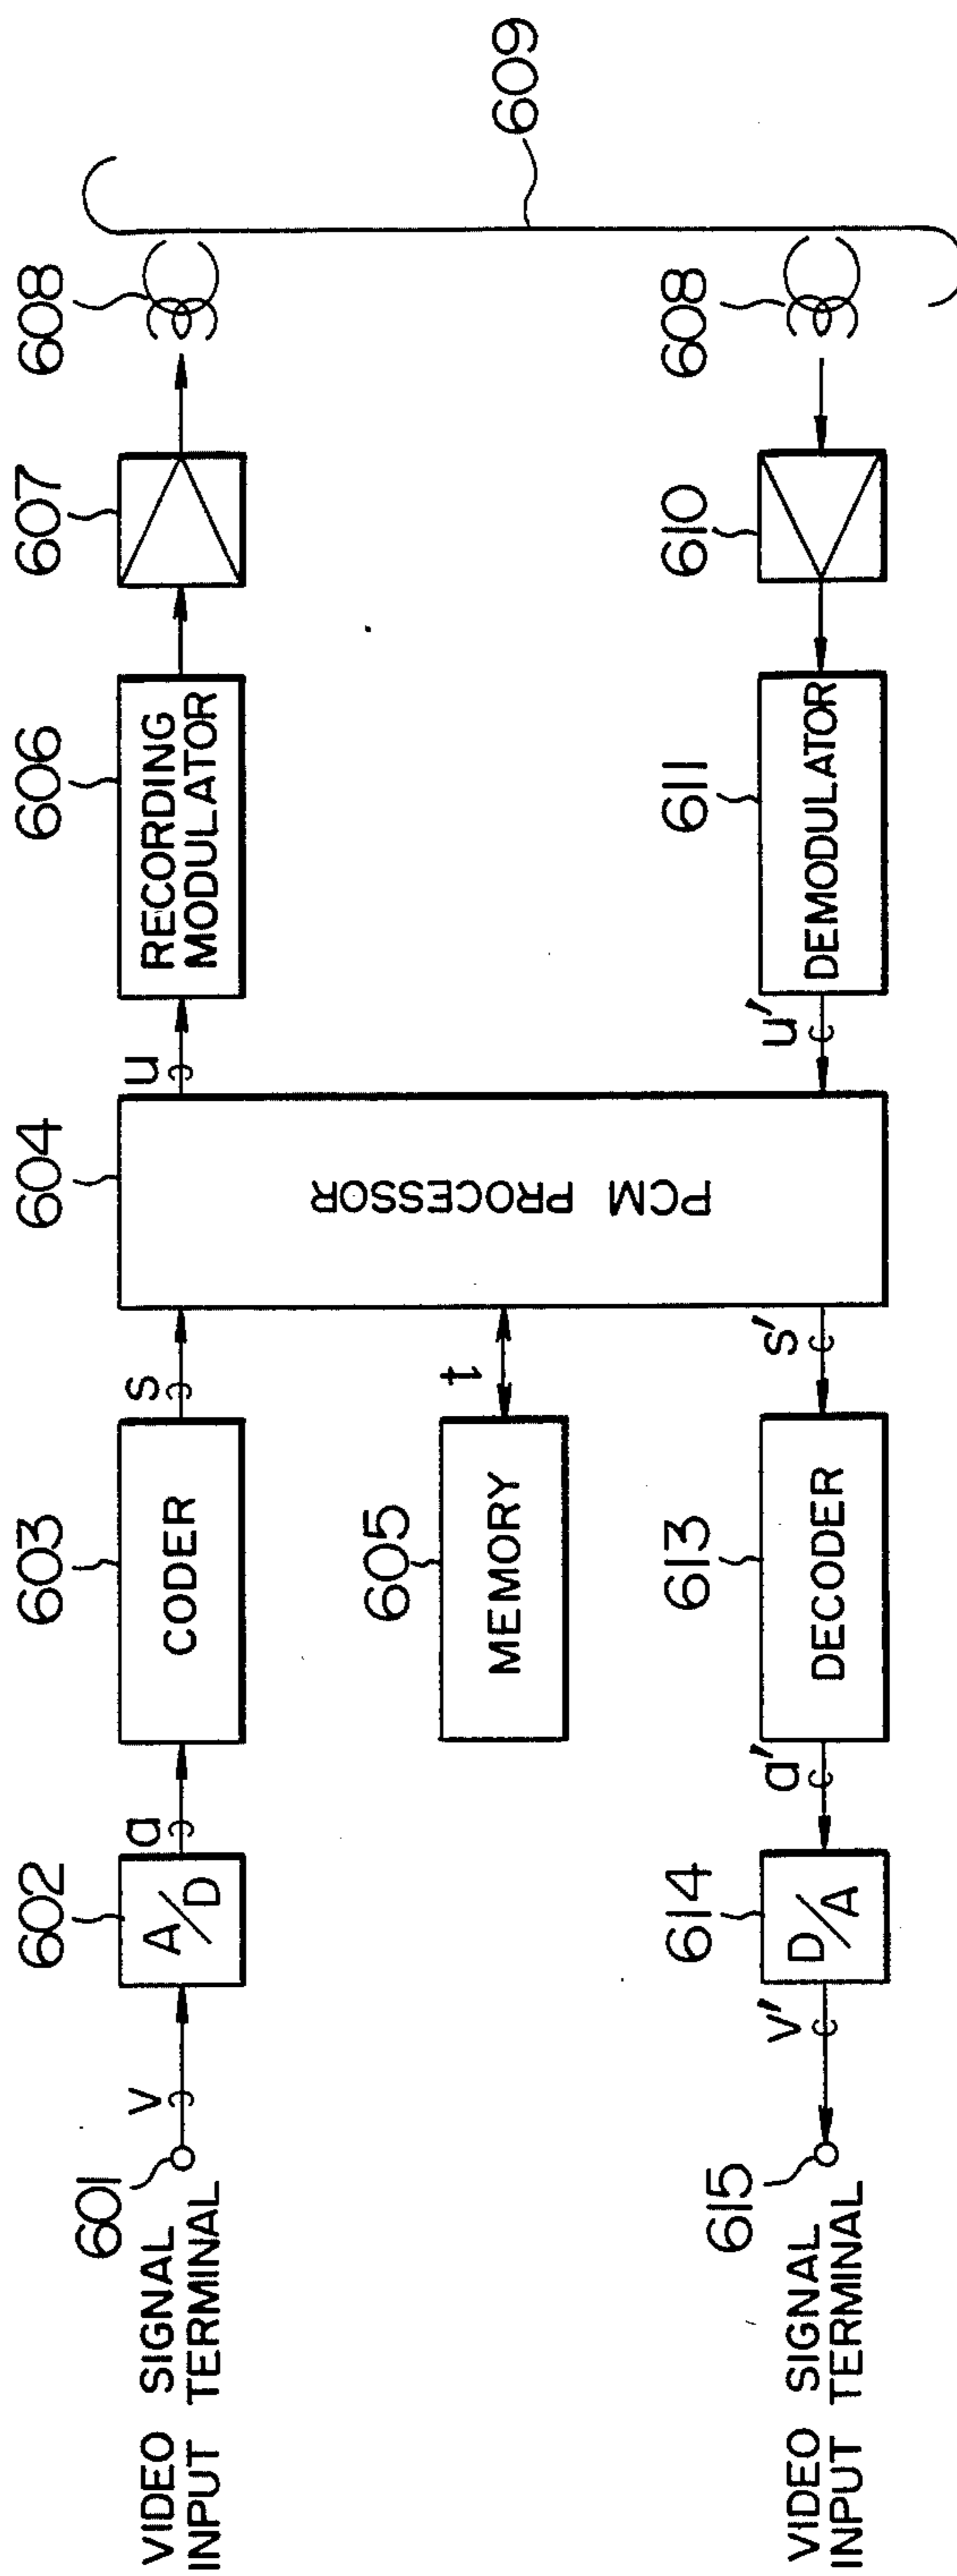 601
602
603
604
606
607
608
609
VIDEO SIGNAL
INPUT TERMINAL
v
A/D
a
CODER
s
PCM PROCESSOR
u
RECORDING
MODULATOR
605
MEMORY
t
615
614
613
611
610
608
VIDEO SIGNAL
INPUT TERMINAL
v'
D/A
a'
DECODER
s'
u'
DEMODULATOR